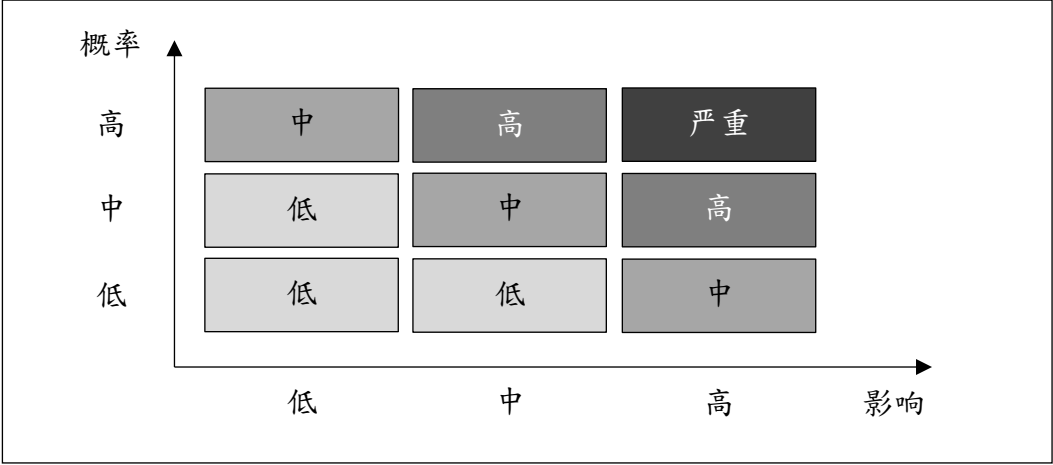 概率
高 中 高 严重
中 低 中 高
低 低 低 中
低 中 高 影响